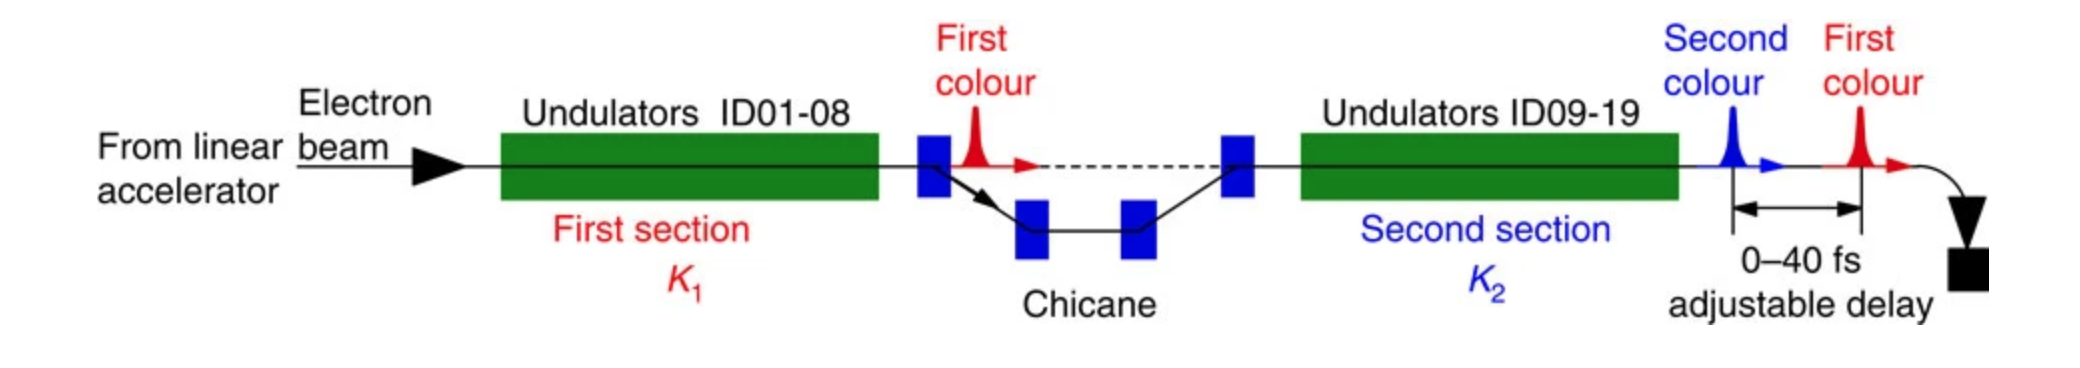 From linear
accelerator
Electron
beam
Undulators ID01-08
First section
K1
First
colour
Chicane
Undulators ID09-19
Second section
K2
Second
colour
First
colour
0–40 fs
adjustable delay